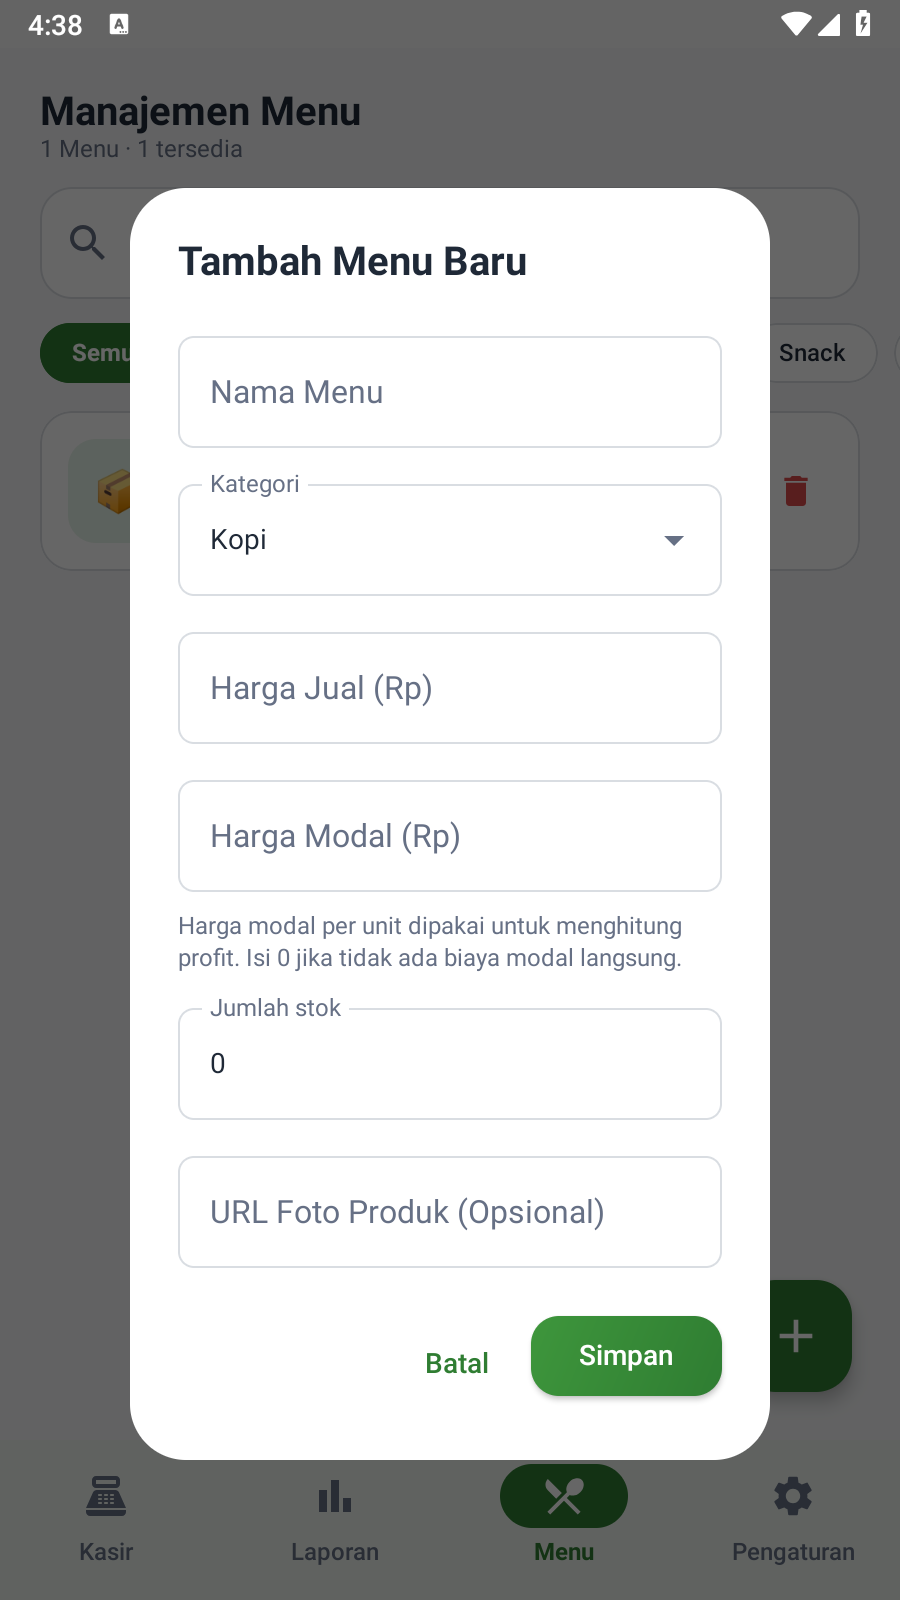 4:38
Manajemen Menu
1 Menu · 1 tersedia
Tambah Menu Baru
Semu
Snack
Nama Menu
Kategori
Kopi
Harga Jual (Rp)
Harga Modal (Rp)
Harga modal per unit dipakai untuk menghitung
profit. Isi 0 jika tidak ada biaya modal langsung.
Jumlah stok
0
URL Foto Produk (Opsional)
Batal
Simpan
Kasir
Laporan
Menu
Pengaturan